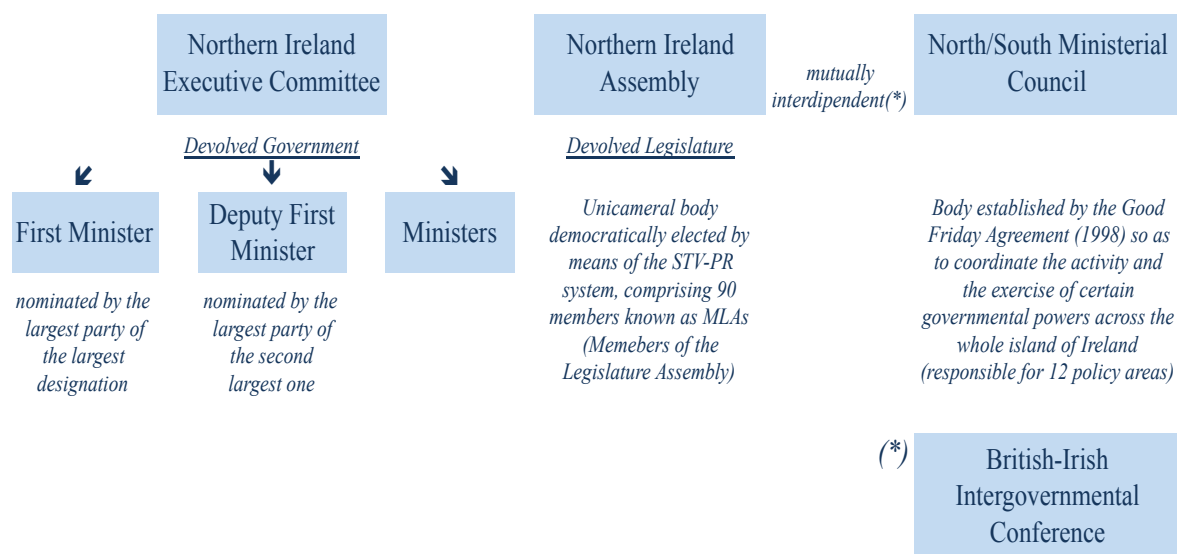 Northern Ireland
Executive Committee
Northern Ireland
Assembly
mutually
interdipendent(*)
North/South Ministerial
Council
Devolved Government
Devolved Legislature
First Minister
Deputy First
Minister
Ministers
nominated by the
largest party of
the largest
designation
nominated by the
largest party of
the second
largest one
Unicameral body
democratically elected by
means of the STV-PR
system, comprising 90
members known as MLAs
(Memebers of the
Legislature Assembly)
Body established by the Good
Friday Agreement (1998) so as
to coordinate the activity and
the exercise of certain
governmental powers across the
whole island of Ireland
(responsible for 12 policy areas)
(*)
British-Irish
Intergovernmental
Conference